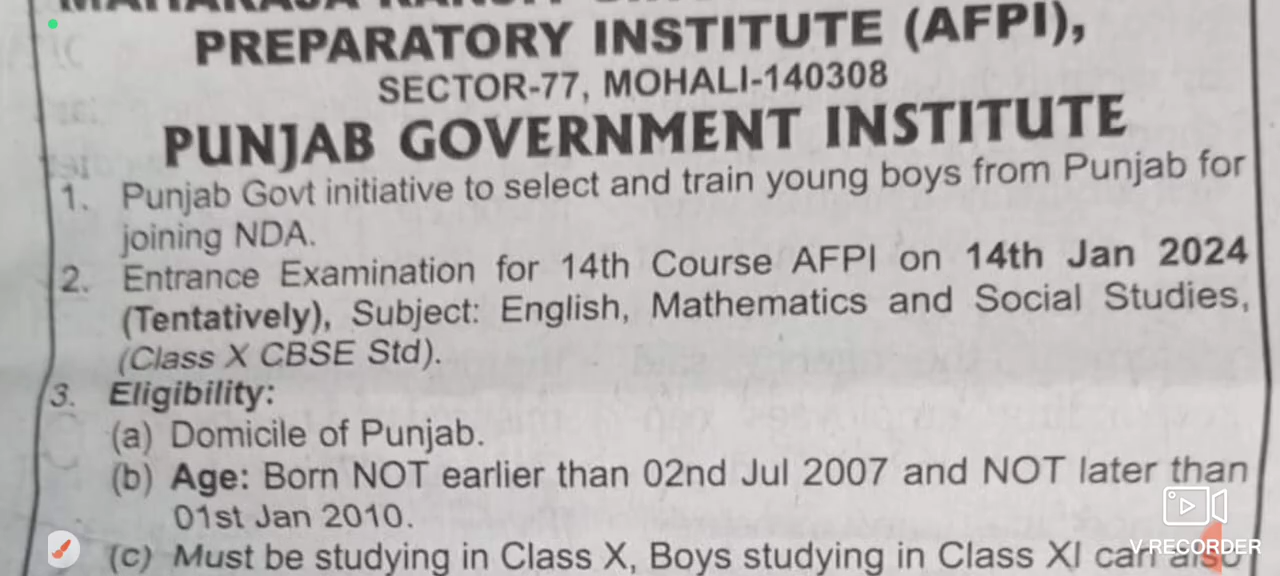 PREPARATORY INSTITUTE (AFPI),
SECTOR-77, MOHALI-140308
PUNJAB GOVERNMENT INSTITUTE
1. Punjab Govt initiative to select and train young boys from Punjab for
joining NDA.
2. Entrance Examination for 14th Course AFPI on 14th Jan 2024
(Tentatively), Subject: English, Mathematics and Social Studies,
(Class X CBSE Std).
3. Eligibility:
(a) Domicile of Punjab.
(b) Age: Born NOT earlier than 02nd Jul 2007 and NOT later than
01st Jan 2010.
(c) Must be studying in Class X, Boys studying in Class XI can also
V-RECORDER